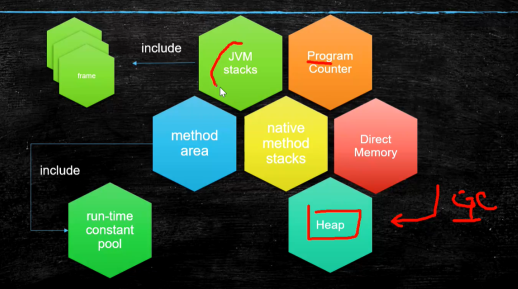 include
JVM
stacks
Program
Counter
frame
method
area
native
method
stacks
Direct
Memory
include
run-time
constant
pool
Heap
GC